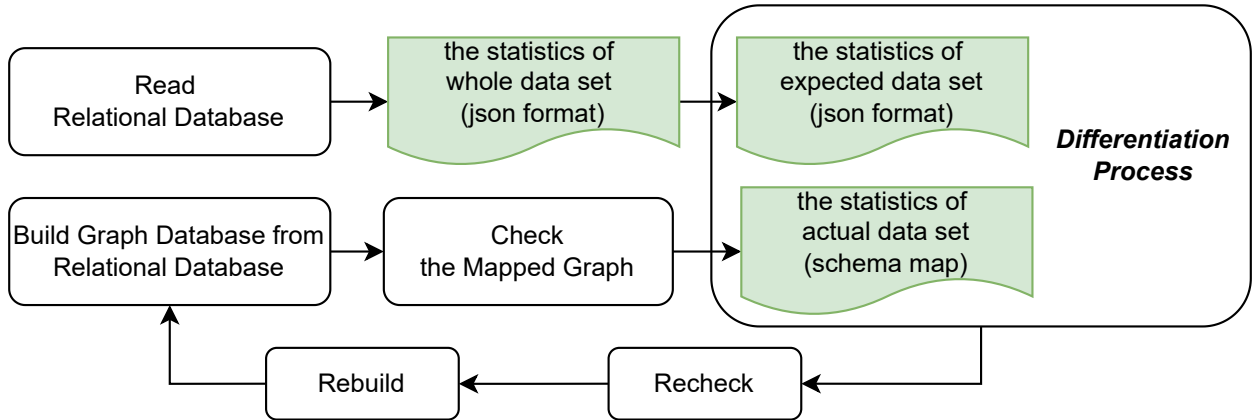 Read
Relational Database
the statistics of
whole data set
(json format)
the statistics of
expected data set
(json format)
Differentiation
Process
Build Graph Database from
Relational Database
Check
the Mapped Graph
the statistics of
actual data set
(schema map)
Rebuild
Recheck